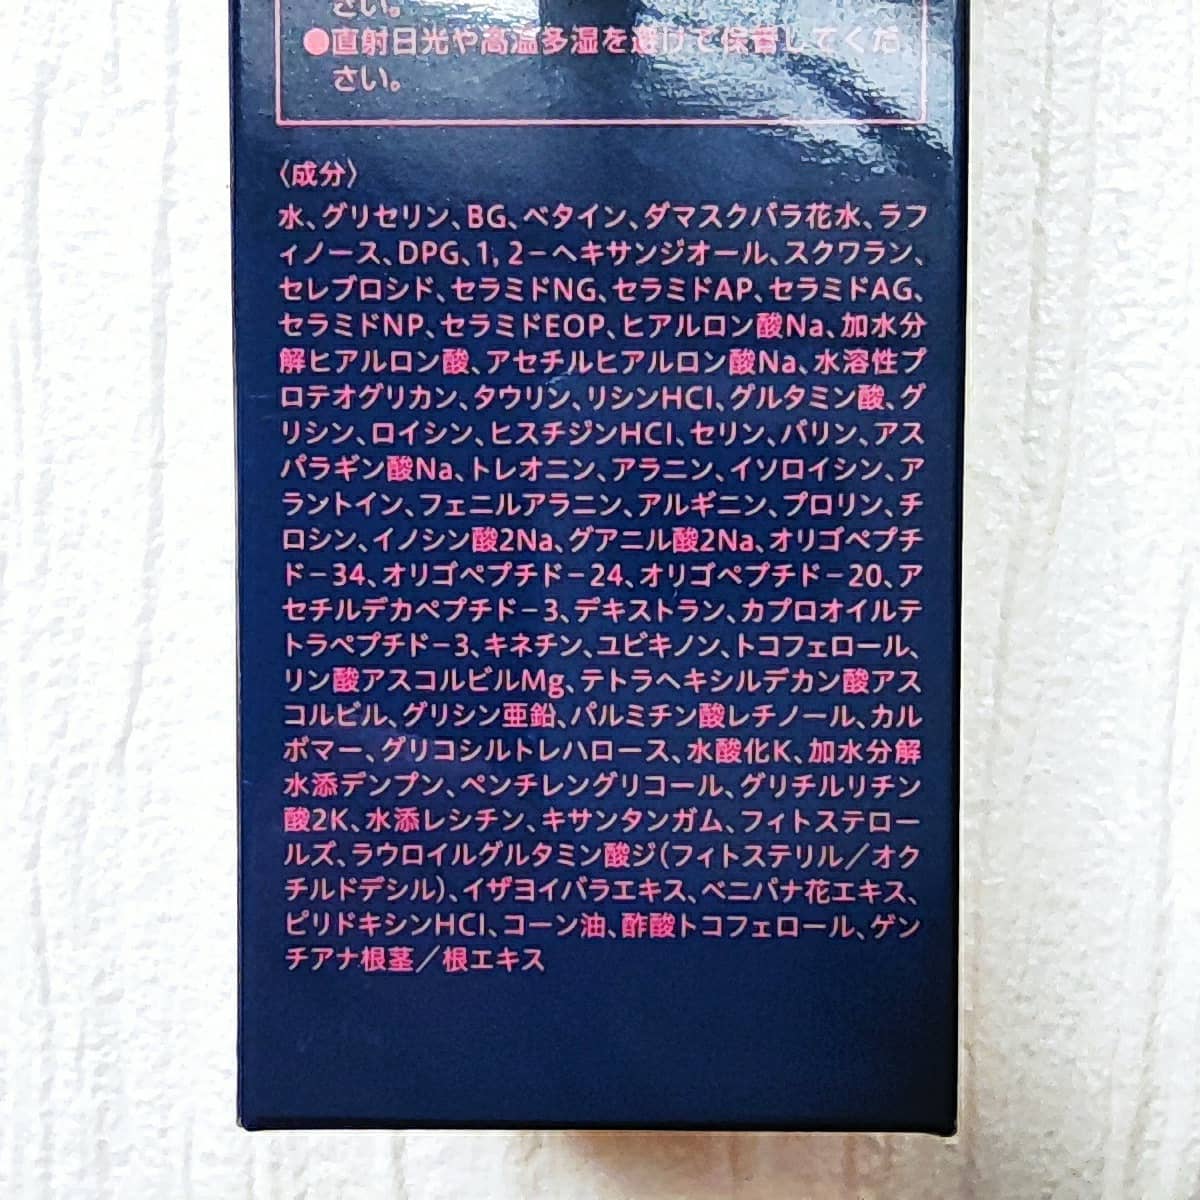 さい。
●直射日光や高温多湿を避けて保管してくだ
さい。
〈成分〉
水、グリセリン、BG、ベタイン、ダマスクバラ花水、ラフ
ィノース、DPG、1，2－ヘキサンジオール、スクワラン、
セレブロシド、セラミドNG、セラミドAP、セラミドAG、
セラミドNP、セラミドEOP、ヒアルロン酸Na、加水分
解ヒアルロン酸、アセチルヒアルロン酸Na、水溶性プ
ロテオグリカン、タウリン、リシンHCl、グルタミン酸、グ
リシン、ロイシン、ヒスチジンHCl、セリン、バリン、アス
パラギン酸Na、トレオニン、アラニン、イソロイシン、ア
ラントイン、フェニルアラニン、アルギニン、プロリン、チ
ロシン、イノシン酸2Na、グアニル酸2Na、オリゴペプチ
ド－34、オリゴペプチド－24、オリゴペプチド－20、ア
セチルデカペプチド－3、デキストラン、カプロオイルテ
トラペプチド－3、キネチン、ユビキノン、トコフェロール、
リン酸アスコルビルMg、テトラヘキシルデカン酸アス
コルビル、グリシン亜鉛、パルミチン酸レチノール、カル
ボマー、グリコシルトレハロース、水酸化K、加水分解
水添デンプン、ペンチレングリコール、グリチルリチン
酸2K、水添レシチン、キサンタンガム、フィトステロー
ルズ、ラウロイルグルタミン酸ジ（フィトステリル／オク
チルドデシル）、イザヨイバラエキス、ベニバナ花エキス、
ピリドキシンHCl、コーン油、酢酸トコフェロール、ゲン
チアナ根茎／根エキス